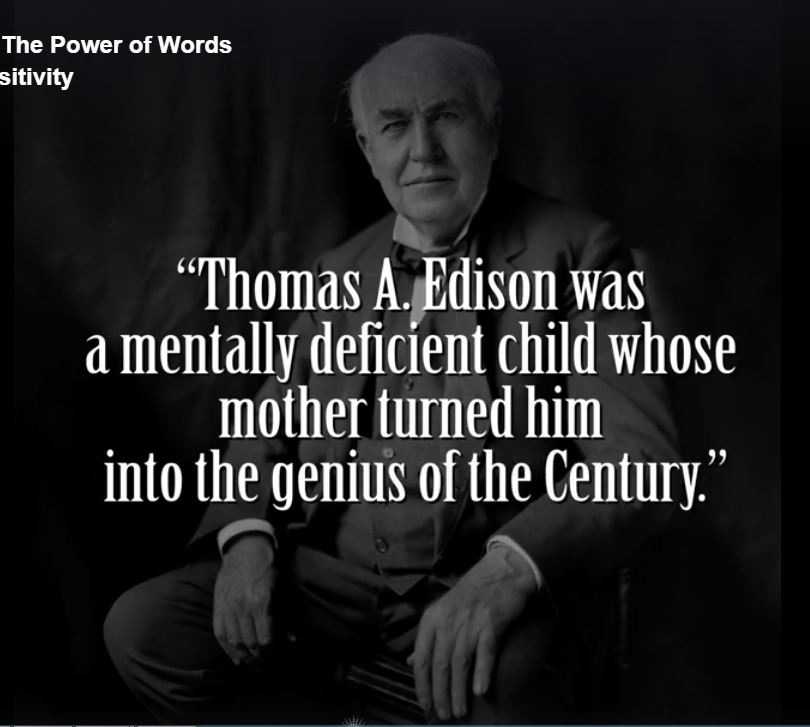 The Power of Words
sitivity
“Thomas A. Edison was
a mentally deficient child whose
mother turned him
into the genius of the Century.”